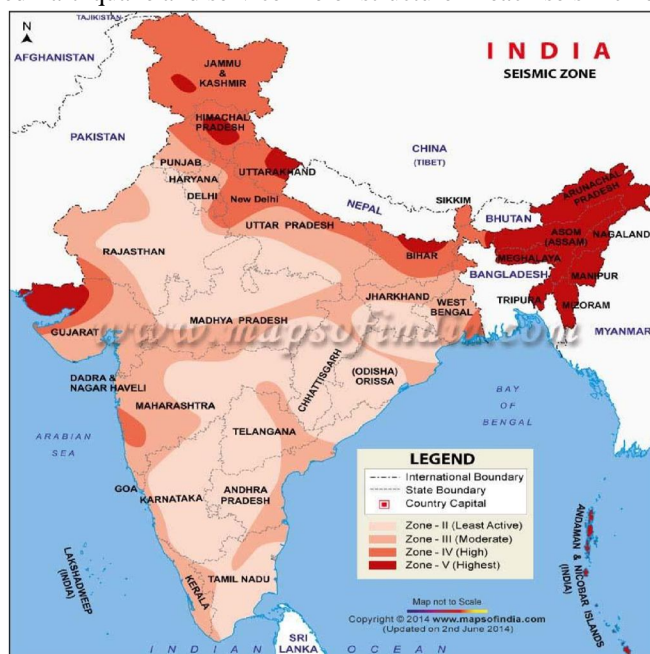 TAJIKISTAN
N
AFGHANISTAN
I N D I A
SEISMIC ZONE
JAMMU
&
KASHMIR
HIMACHAL
PRADESH
PAKISTAN
CHINA
(TIBET)
PUNJAB
UTTARAKHAND
HARYANA
DELHI
New Delhi
NEPAL
SIKKIM
BHUTAN
ARUNACHAL
PRADESH
UTTAR PRADESH
ASOM
(ASSAM)
NAGALAND
RAJASTHAN
BIHAR
MEGHALAYA
BANGLADESH
MANIPUR
JHARKHAND
WEST
BENGAL
TRIPURA
MIZORAM
GUJARAT
MADHYA PRADESH
MYANMAR
www.mapsofindia.com
CHHATTISGARH
(ODISHA)
ORISSA
DADRA &
NAGAR HAVELI
MAHARASHTRA
BAY
OF
BENGAL
ARABIAN
SEA
TELANGANA
GOA
KARNATAKA
ANDHRA
PRADESH
LEGEND
International Boundary
State Boundary
Country Capital
Zone - II (Least Active)
Zone - III (Moderate)
Zone - IV (High)
Zone - V (Highest)
LAKSHADWEEP
(INDIA)
KERALA
TAMIL NADU
ANDAMAN & NICOBAR ISLANDS
(INDIA)
Map not to Scale
Copyright © 2014 www.mapsofindia.com
(Updated on 2nd June 2014)
SRI
LANKA
I N D I A N O C E A N